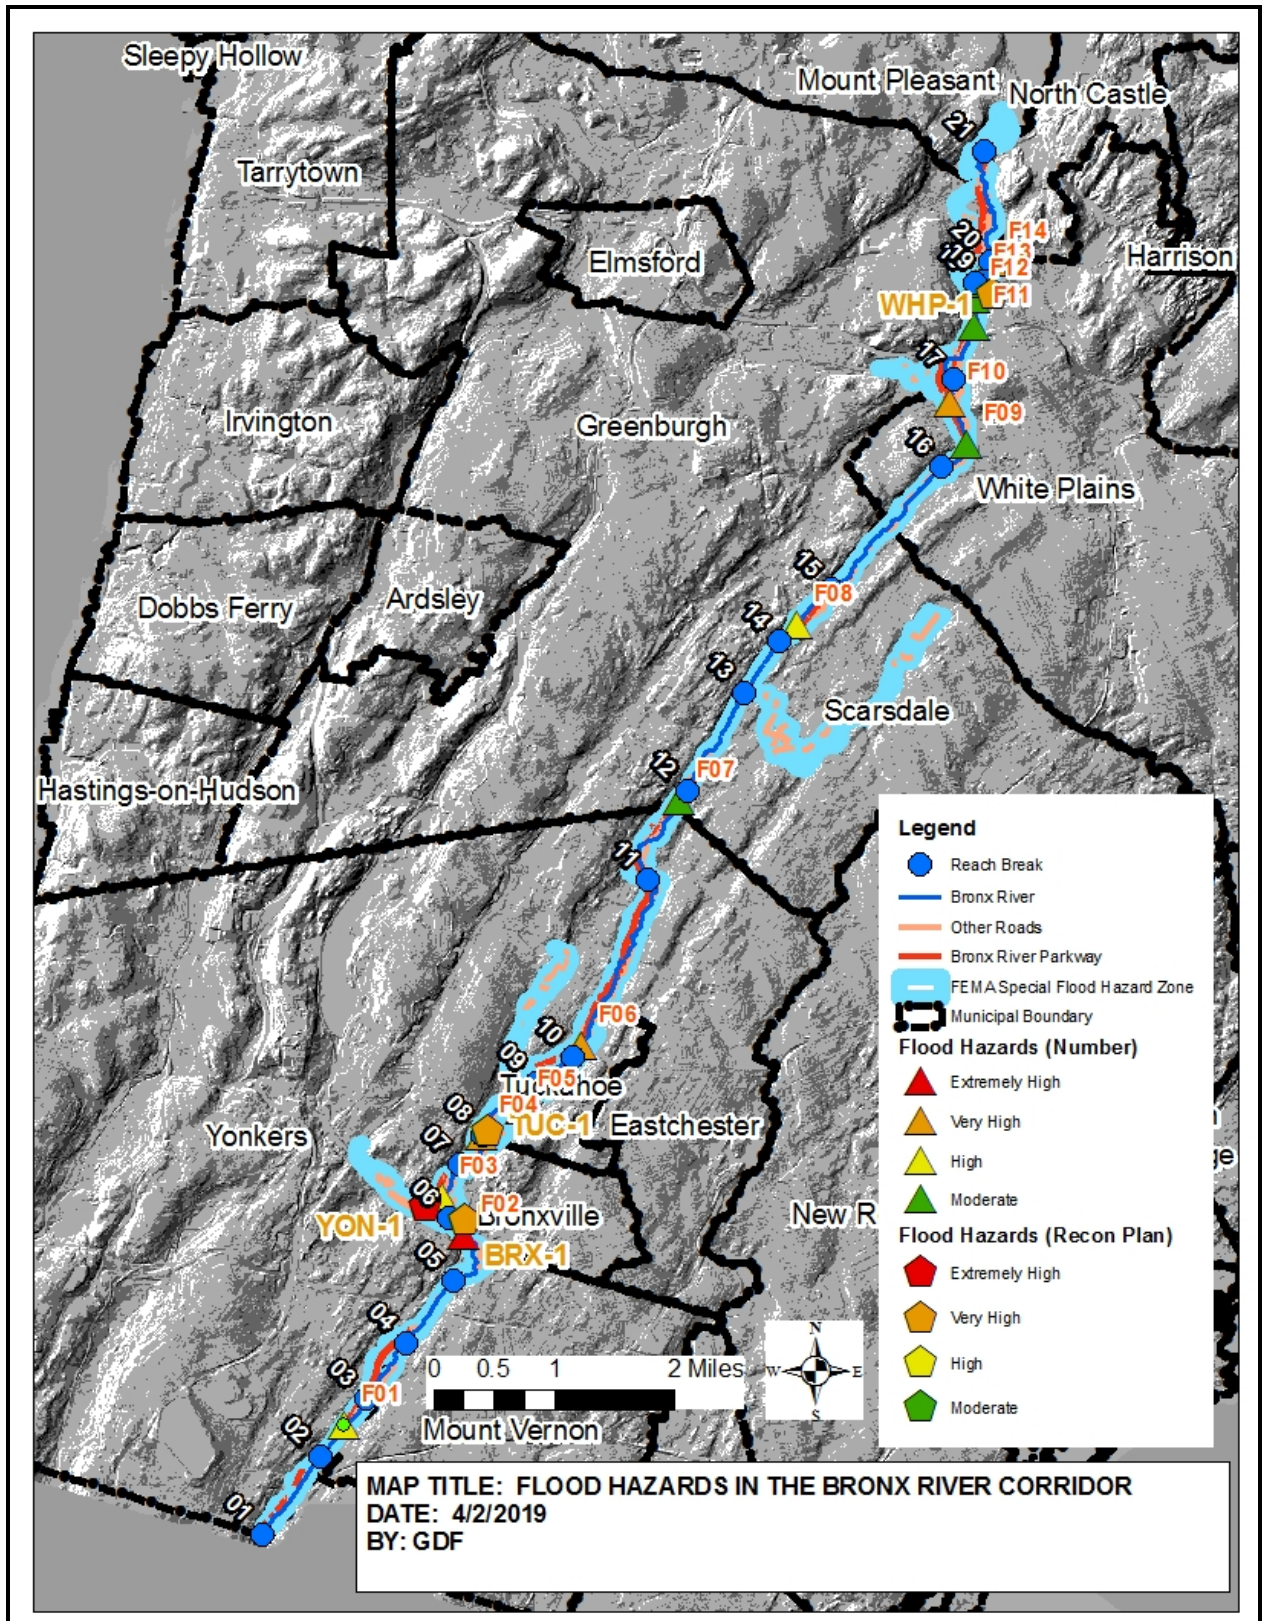 Sleepy Hollow
Mount Pleasant
North Castle
21
Tarrytown
F14
20
F13
19
F12
Elmsford
Harrison
F11
WHP-1
17
F10
F09
Irvington
Greenburgh
16
White Plains
15
F08
Dobbs Ferry
Ardsley
14
13
Scarsdale
12
F07
Hastings-on-Hudson
11
Legend
Reach Break
Bronx River
Other Roads
Bronx River Parkway
FEMA Special Flood Hazard Zone
Municipal Boundary
Flood Hazards (Number)
Extremely High
Very High
High
Moderate
Flood Hazards (Recon Plan)
Extremely High
Very High
High
Moderate
F06
10
09
F05
Tuckahoe
08
F04
TUC-1
Eastchester
Yonkers
07
F03
06
F02
Bronxville
YON-1
New R
ge
BRX-1
05
04
03
F01
0 0.5 1 2 Miles
N
W E
S
Mount Vernon
02
01
MAP TITLE: FLOOD HAZARDS IN THE BRONX RIVER CORRIDOR
DATE: 4/2/2019
BY: GDF